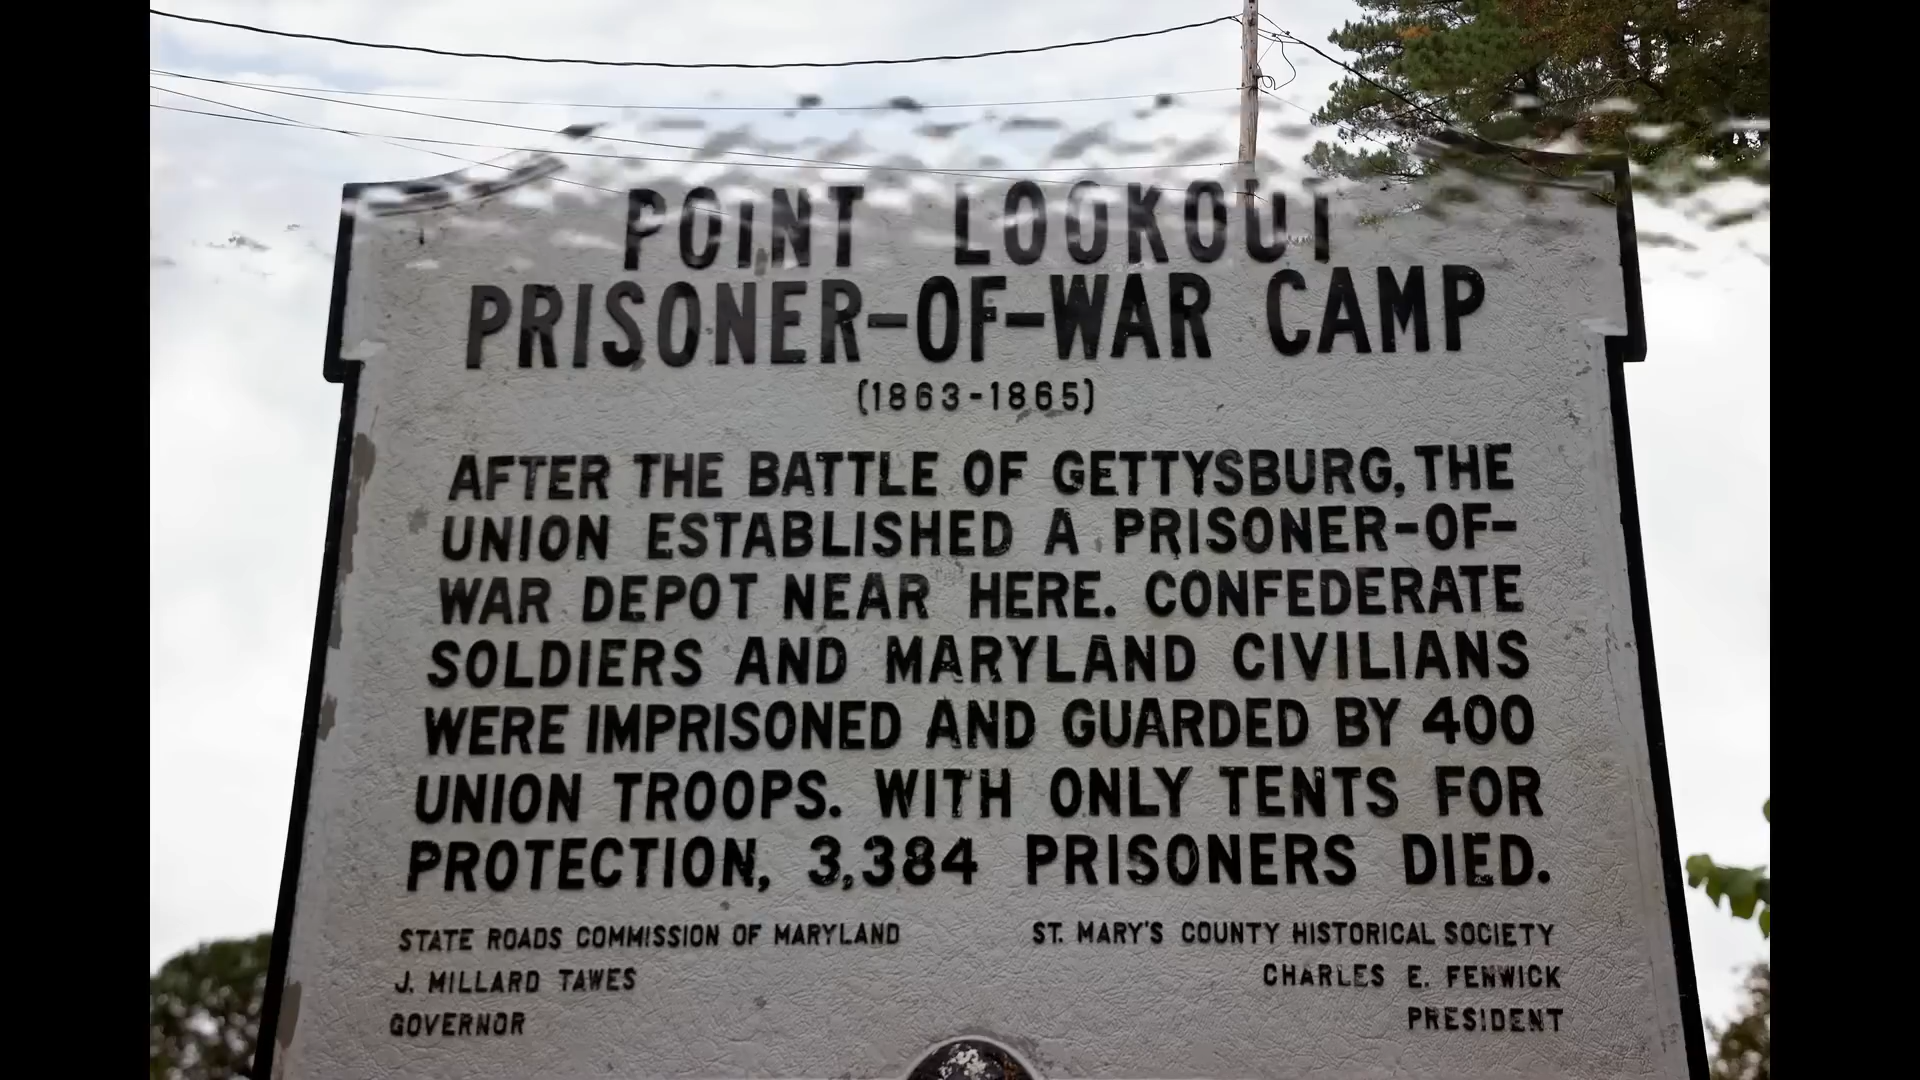 POINT LOOKOUT
PRISONER-OF-WAR CAMP
(1863-1865)
AFTER THE BATTLE OF GETTYSBURG, THE
UNION ESTABLISHED A PRISONER-OF-
WAR DEPOT NEAR HERE. CONFEDERATE
SOLDIERS AND MARYLAND CIVILIANS
WERE IMPRISONED AND GUARDED BY 400
UNION TROOPS. WITH ONLY TENTS FOR
PROTECTION, 3,384 PRISONERS DIED.
STATE ROADS COMMISSION OF MARYLAND
J. MILLARD TAWES
GOVERNOR
ST. MARY'S COUNTY HISTORICAL SOCIETY
CHARLES E. FENWICK
PRESIDENT